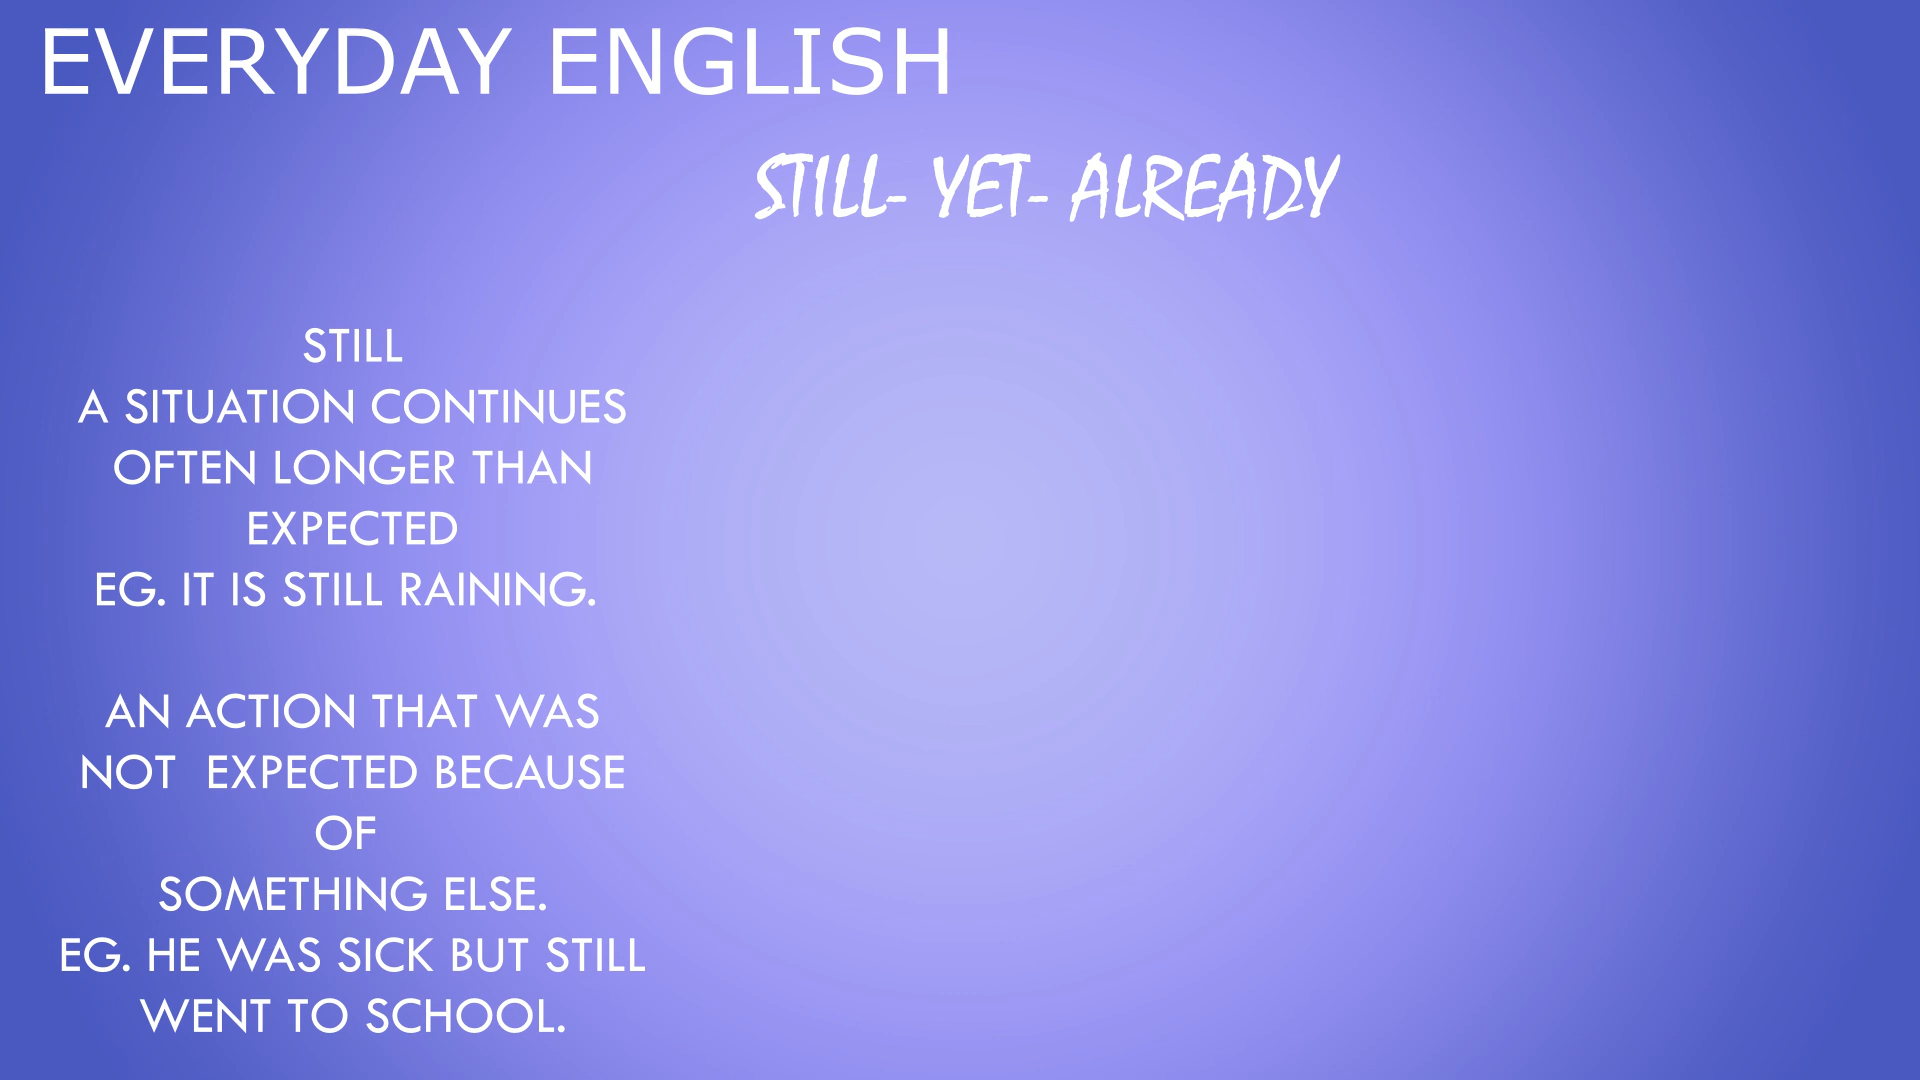 EVERYDAY ENGLISH
STILL- YET- ALREADY
STILL
A SITUATION CONTINUES
OFTEN LONGER THAN
EXPECTED
EG. IT IS STILL RAINING.
AN ACTION THAT WAS
NOT  EXPECTED BECAUSE
OF
SOMETHING ELSE.
EG. HE WAS SICK BUT STILL
WENT TO SCHOOL.